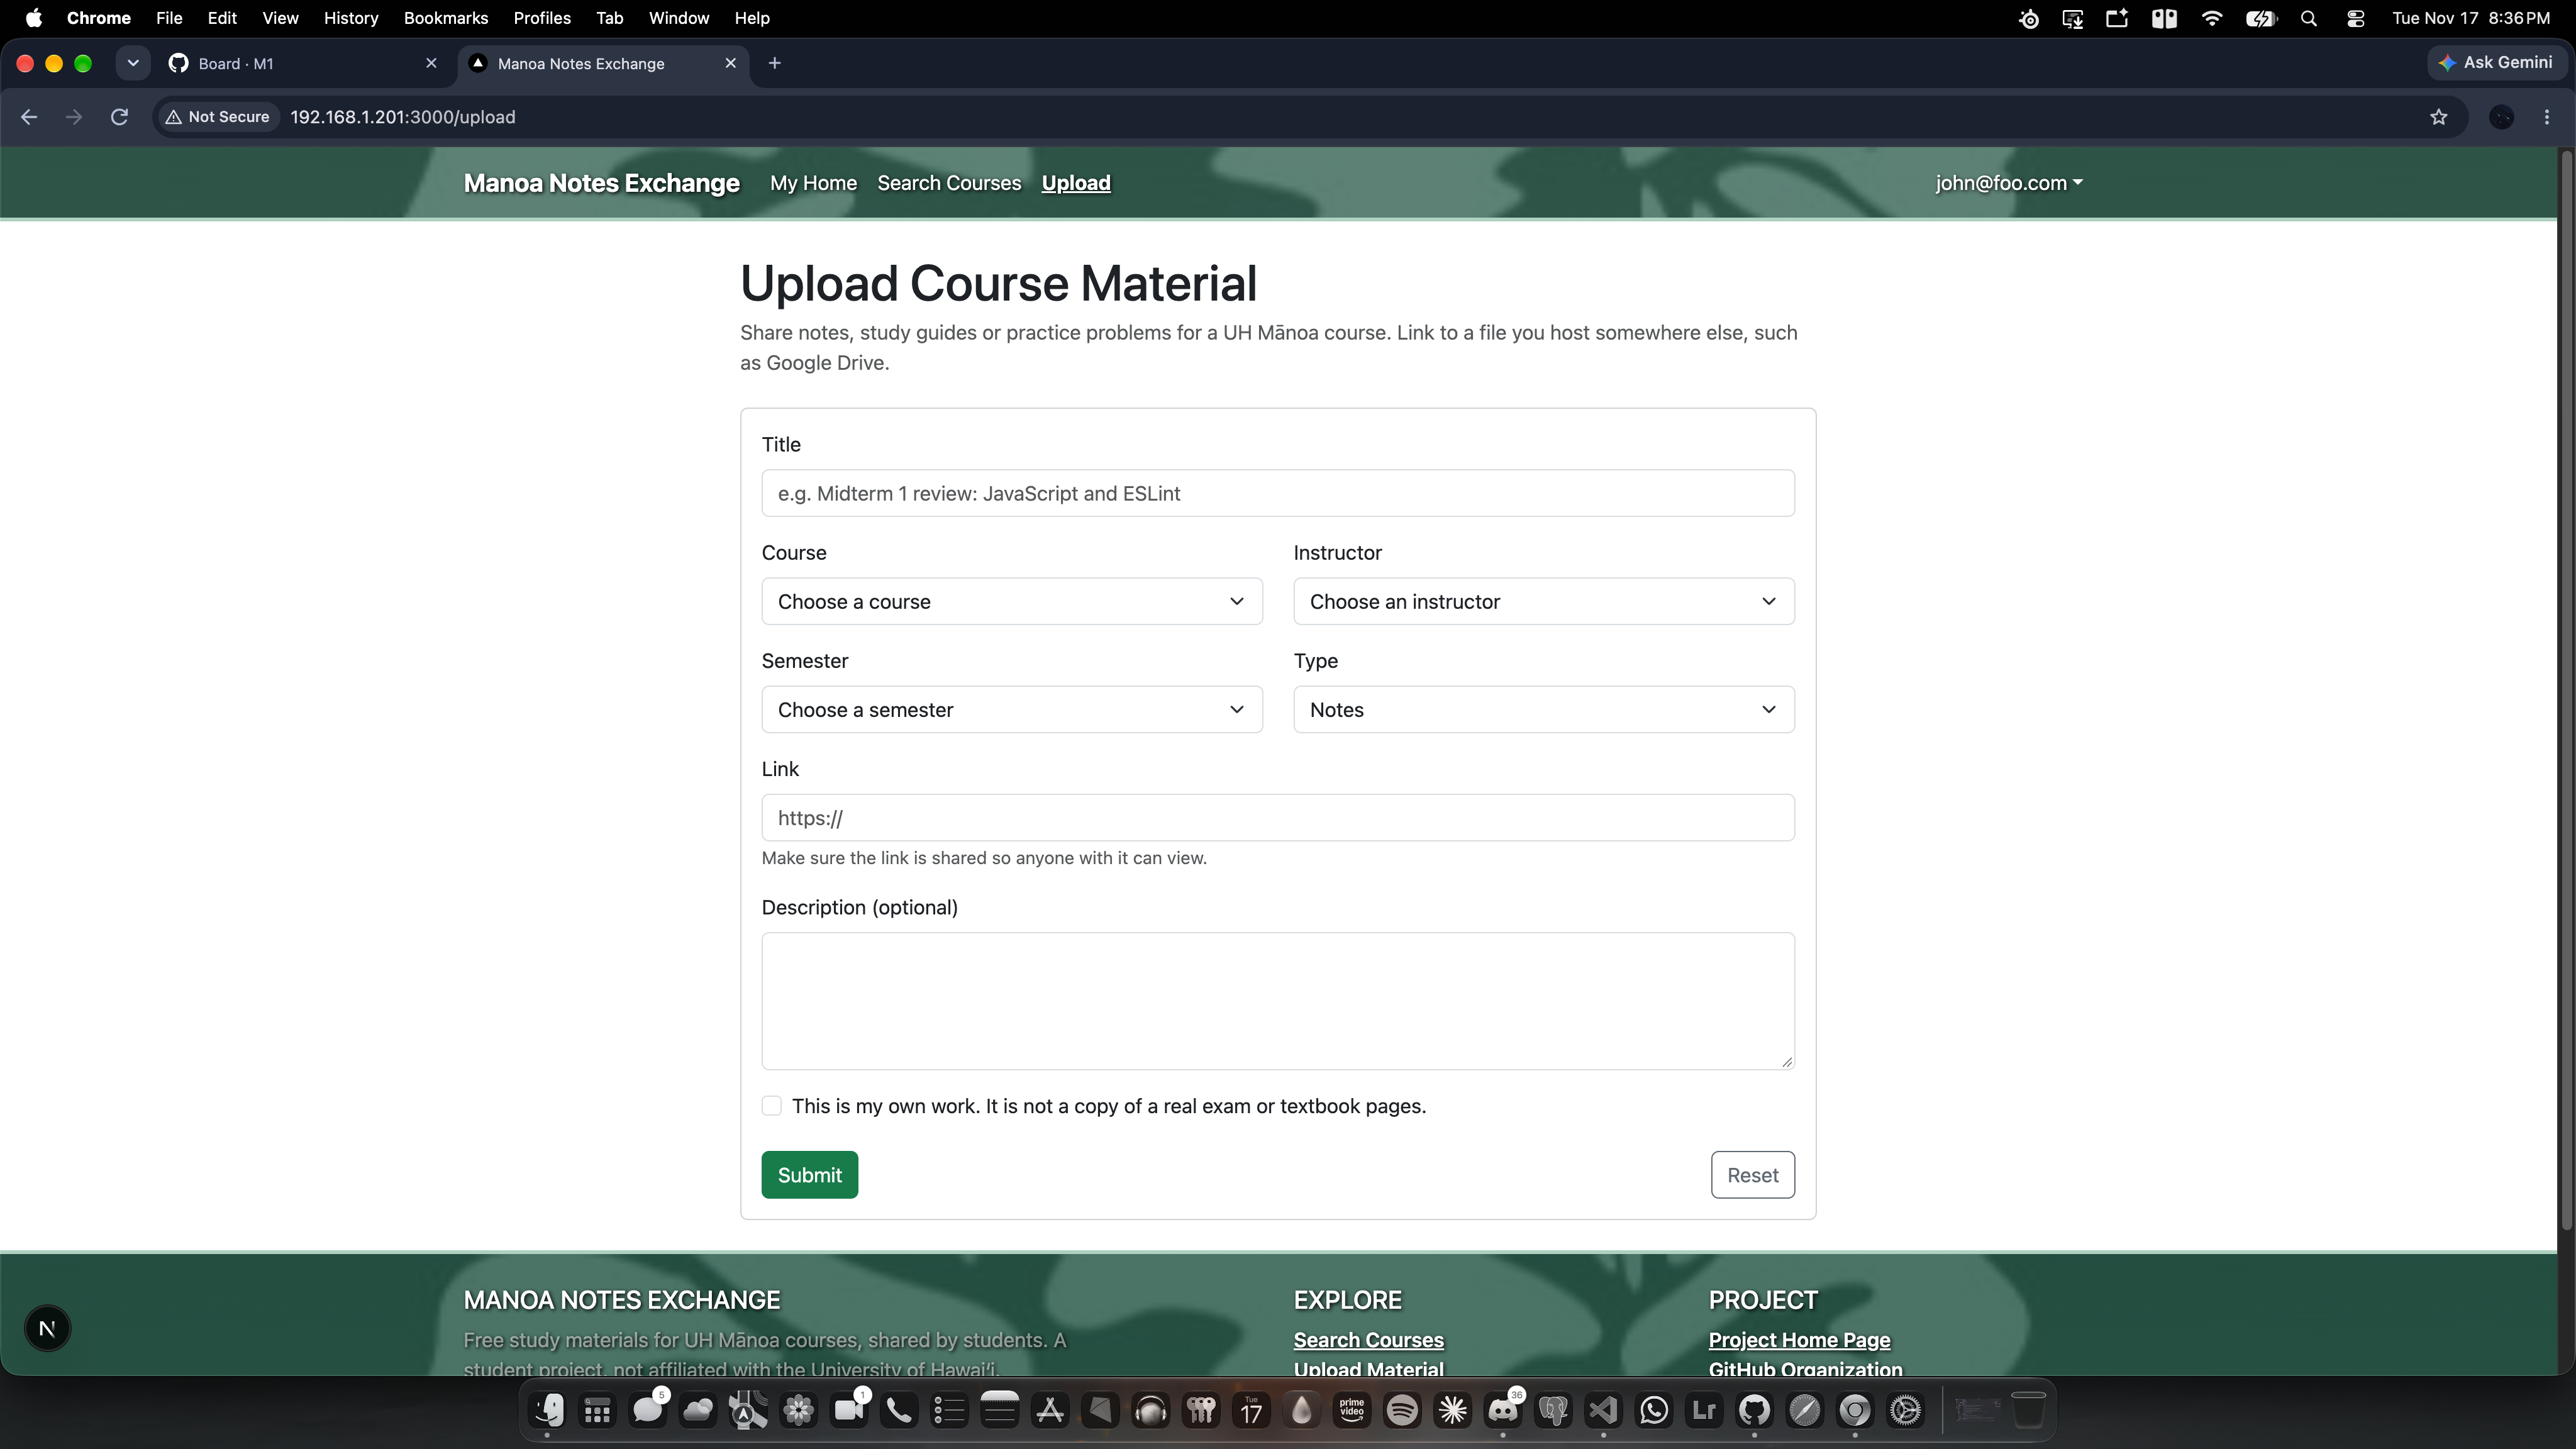 Chrome File Edit View History Bookmarks Profiles Tab Window Help Tue Nov 17 8:36 PM
Board · M1 Manoa Notes Exchange Ask Gemini
Not Secure 192.168.1.201:3000/upload
Manoa Notes Exchange My Home Search Courses Upload john@foo.com
Upload Course Material
Share notes, study guides or practice problems for a UH Mānoa course. Link to a file you host somewhere else, such
as Google Drive.
Title
e.g. Midterm 1 review: JavaScript and ESLint
Course Instructor
Choose a course Choose an instructor
Semester Type
Choose a semester Notes
Link
https://
Make sure the link is shared so anyone with it can view.
Description (optional)
This is my own work. It is not a copy of a real exam or textbook pages.
Submit Reset
MANOA NOTES EXCHANGE EXPLORE PROJECT
Free study materials for UH Mānoa courses, shared by students. A Search Courses Project Home Page
student project, not affiliated with the University of Hawaiʻi. Upload Material GitHub Organization
N
5 1 Tue 17 prime video 36 Lr